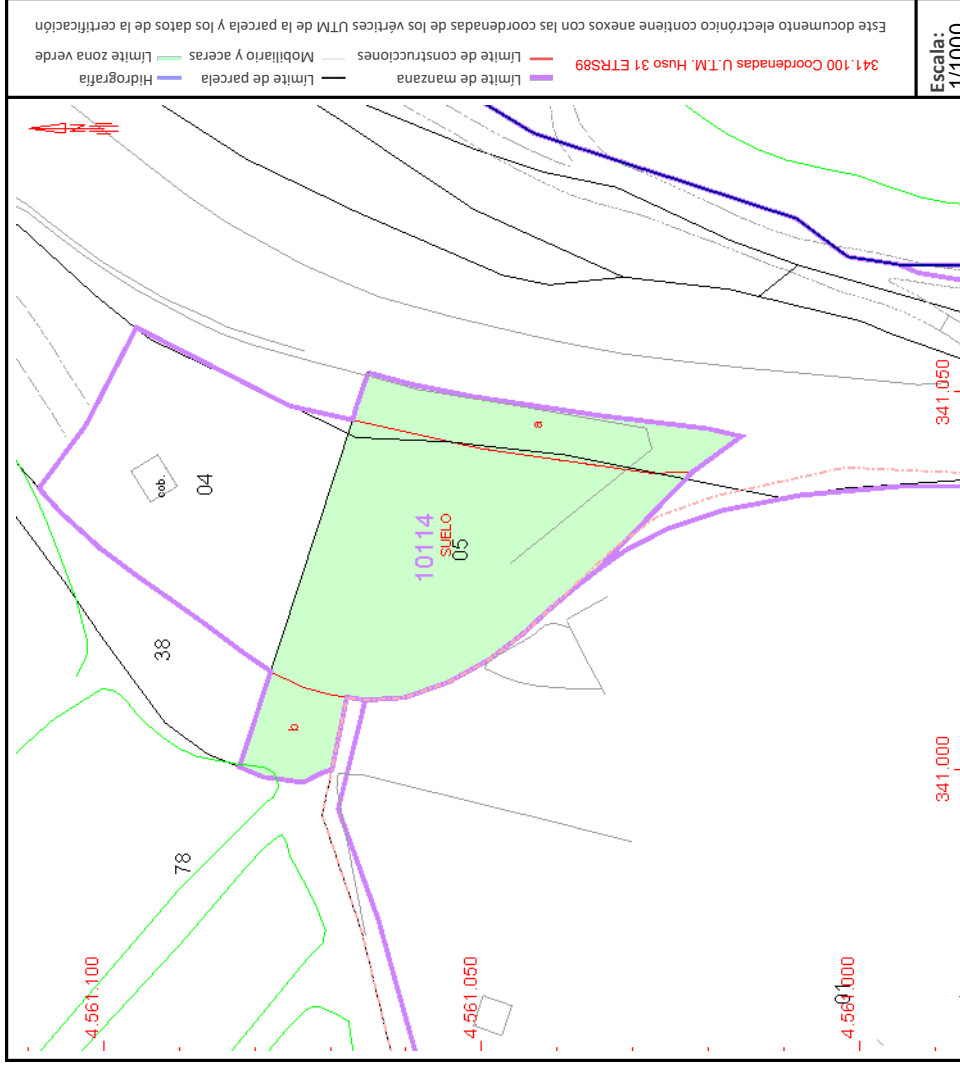 Este documento electrónico contiene anexos con las coordenadas de los vértices UTM de la parcela y los datos de la certificación
341.100 Coordenadas U.T.M. Huso 31 ETRS89
Límite de manzana
Límite de parcela
Hidrografía
Límite de construcciones
Mobiliario y aceras
Límite zona verde
Escala:
1/1000
cob.
04
38
78
10114
SUELO
05
a
b
01
341.050
341.000
4.561.100
4.561.050
4.561.000